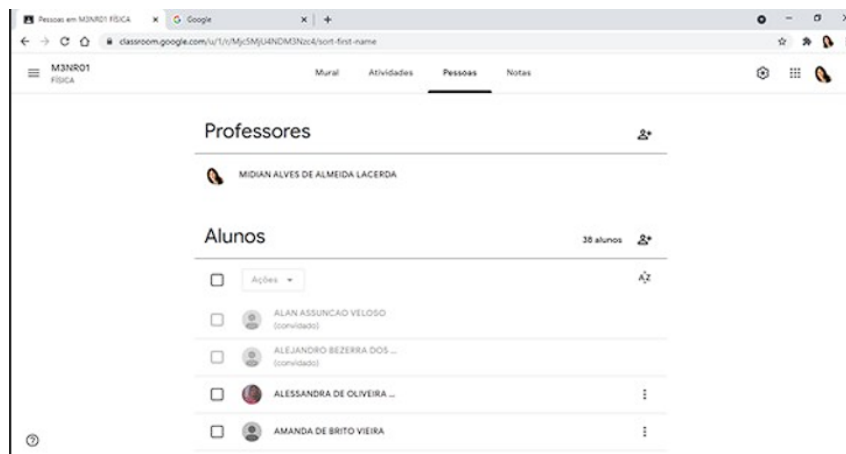 Pessoas em M3NR01 FÍSICA
Google
classroom.google.com/u/1/r/Mjc5MjU4NDM3Nzc4/sort-first-name
M3NR01
FÍSICA
Mural Atividades Pessoas Notas
Professores
MIDIAN ALVES DE ALMEIDA LACERDA
Alunos
38 alunos
Ações
AZ
ALAN ASSUNCAO VELOSO
(convidado)
ALEJANDRO BEZERRA DOS ...
(convidado)
ALESSANDRA DE OLIVEIRA ...
AMANDA DE BRITO VIEIRA